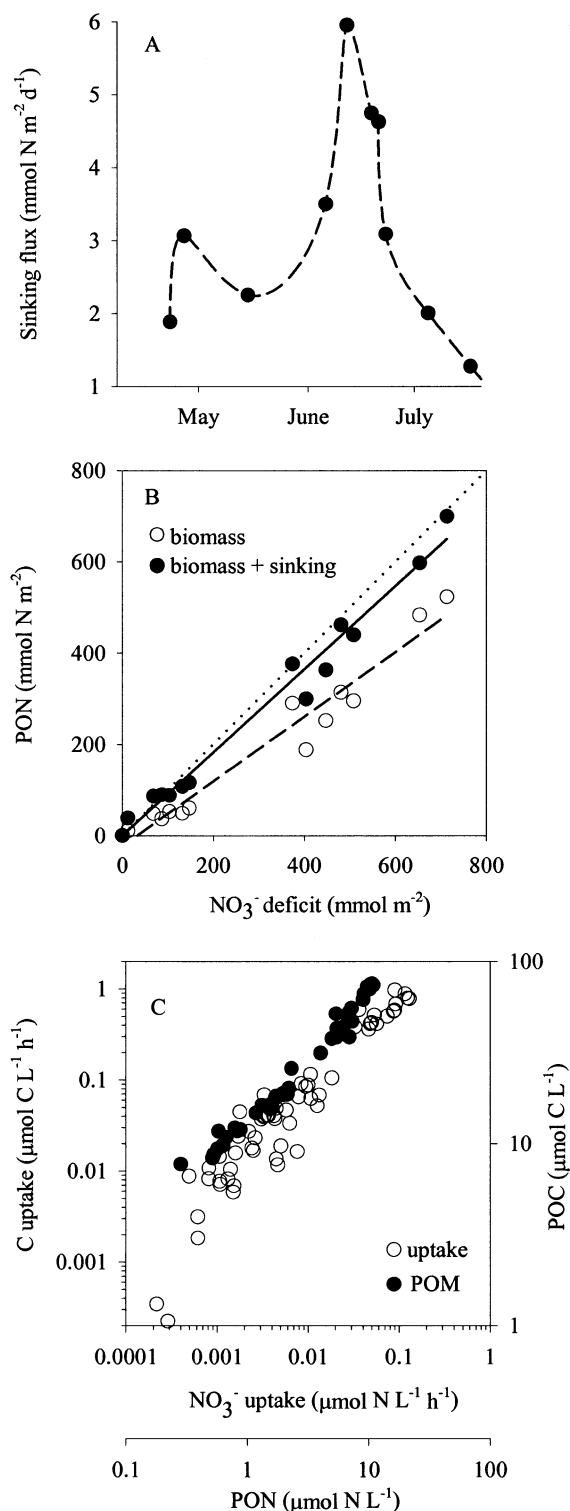 A
Sinking flux (mmol N m⁻² d⁻¹)
6
5
4
3
2
1
May June July
B
biomass
biomass + sinking
PON (mmol N m⁻²)
800
600
400
200
0
0 200 400 600 800
NO₃⁻ deficit (mmol m⁻²)
C
C uptake (μmol C L⁻¹ h⁻¹)
1
0.1
0.01
0.001
100
10
1
POC (μmol C L⁻¹)
uptake
POM
0.0001 0.001 0.01 0.1 1
NO₃⁻ uptake (μmol N L⁻¹ h⁻¹)
0.1 1 10 100
PON (μmol N L⁻¹)